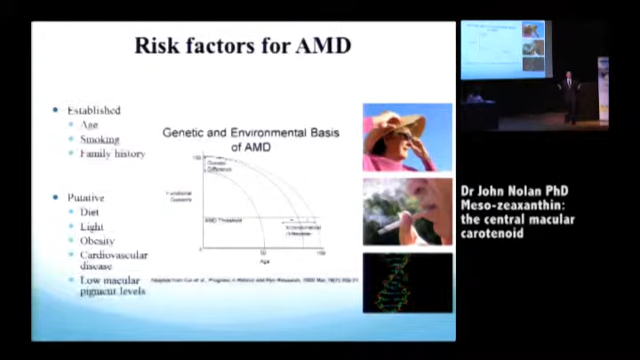 Risk factors for AMD
Established
Age
Smoking
Family history
Putative
Diet
Light
Obesity
Cardiovascular
disease
Low macular
pigment levels
Genetic and Environmental Basis
of AMD
Genetic
Difference
AMD Threshold
Age
Dr John Nolan PhD
Meso-zeaxanthin:
the central macular
carotenoid